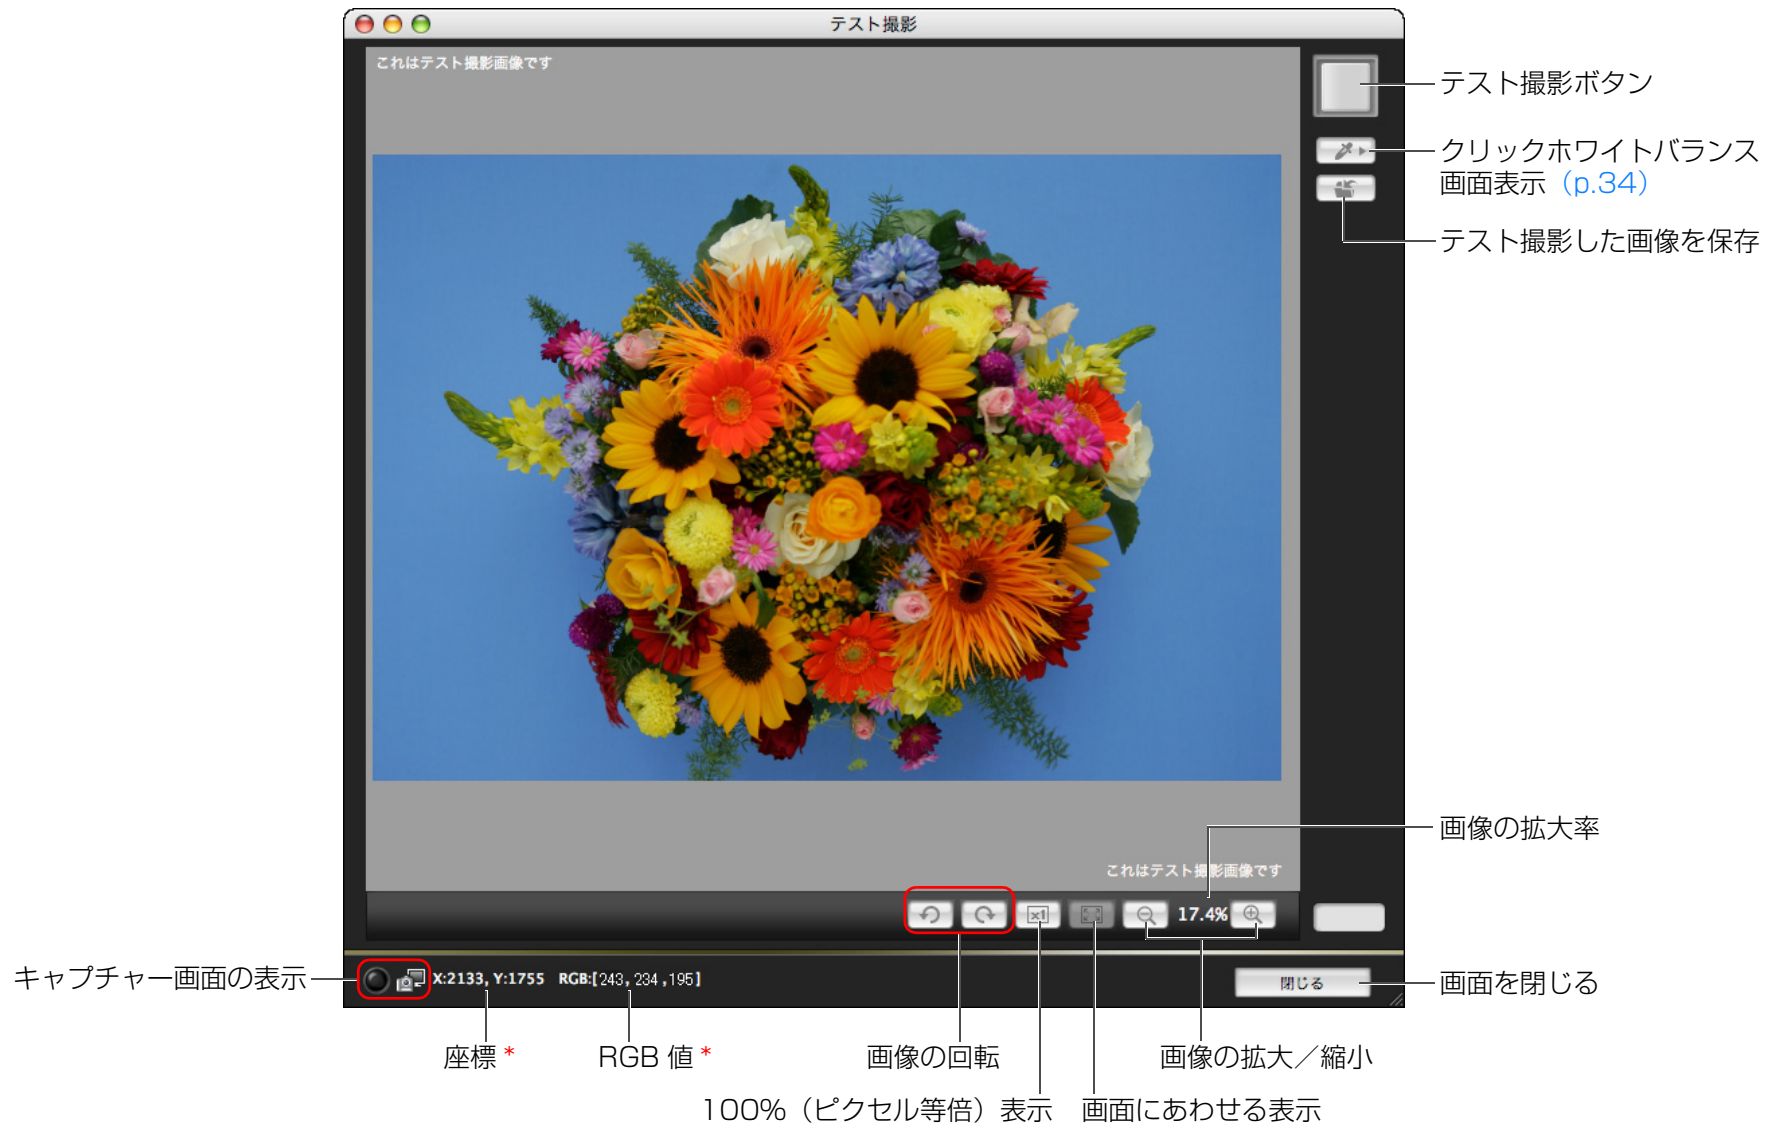 テスト撮影
これはテスト撮影画像です
テスト撮影ボタン
クリックホワイトバランス
画面表示（p.34）
テスト撮影した画像を保存
画像の拡大率
これはテスト撮影画像です
x1
17.4%
キャプチャー画面の表示
X:2133, Y:1755 RGB:[243, 234 ,195]
閉じる
画面を閉じる
座標*
RGB 値*
画像の回転
画像の拡大／縮小
100%（ピクセル等倍）表示
画面にあわせる表示